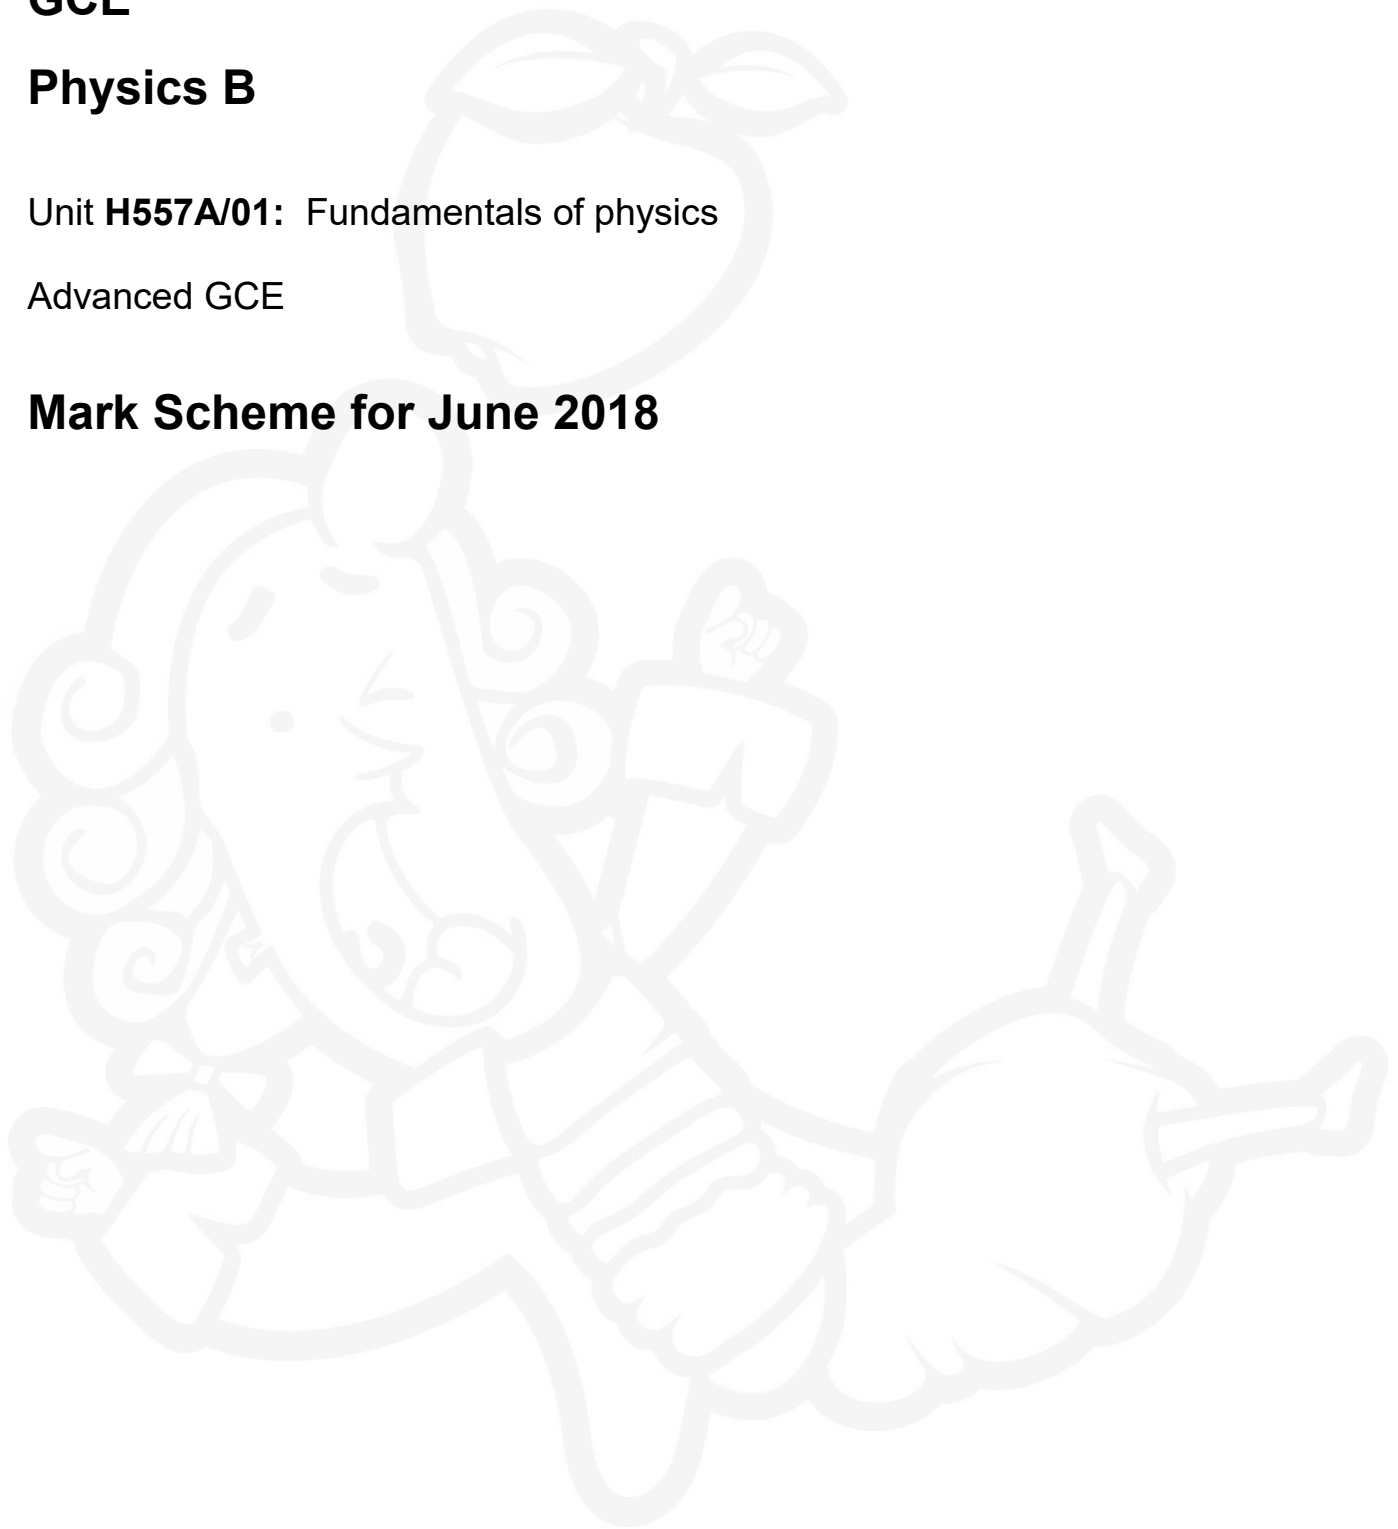 GCE
Physics B
Unit H557A/01: Fundamentals of physics
Advanced GCE
Mark Scheme for June 2018